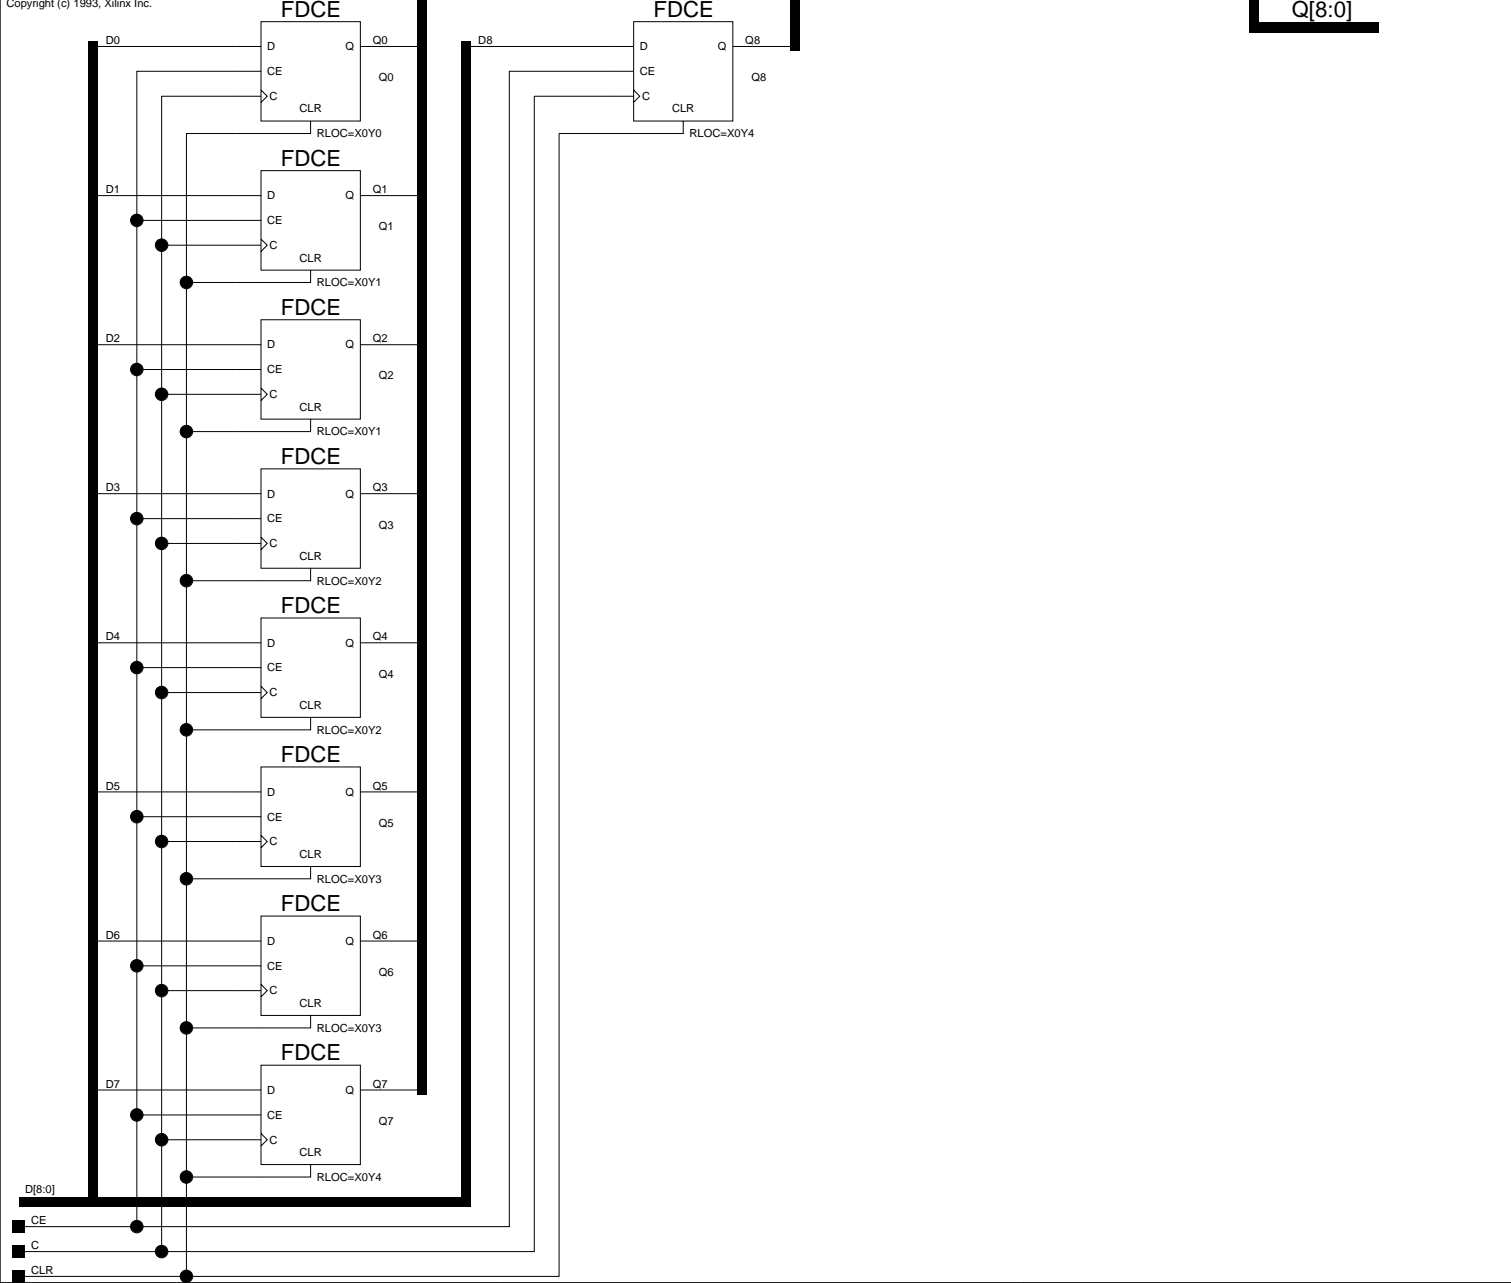 Copyright (c) 1993, Xilinx Inc.
FDCE
D0
D
Q
Q0
CE
Q0
C
CLR
RLOC=X0Y0
FDCE
D1
D
Q
Q1
CE
Q1
C
CLR
RLOC=X0Y1
FDCE
D2
D
Q
Q2
CE
Q2
C
CLR
RLOC=X0Y1
FDCE
D3
D
Q
Q3
CE
Q3
C
CLR
RLOC=X0Y2
FDCE
D4
D
Q
Q4
CE
Q4
C
CLR
RLOC=X0Y2
FDCE
D5
D
Q
Q5
CE
Q5
C
CLR
RLOC=X0Y3
FDCE
D6
D
Q
Q6
CE
Q6
C
CLR
RLOC=X0Y3
FDCE
D7
D
Q
Q7
CE
Q7
C
CLR
RLOC=X0Y4
D[8:0]
CE
C
CLR
FDCE
D8
D
Q
Q8
CE
Q8
C
CLR
RLOC=X0Y4
Q[8:0]